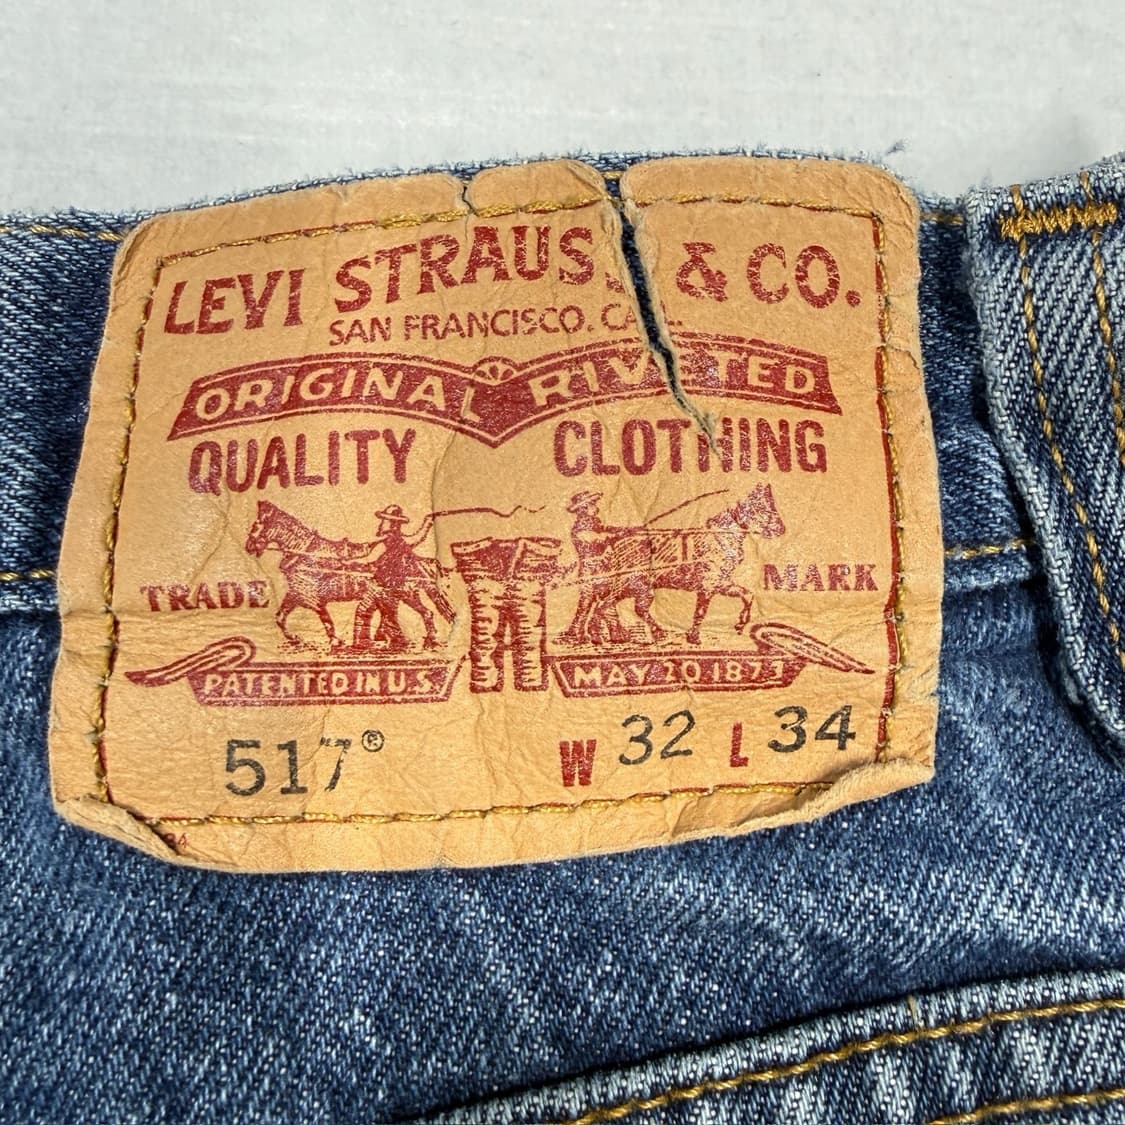 LEVI STRAUSS & CO.
SAN FRANCISCO. CAL.
ORIGINAL RIVETED
QUALITY CLOTHING
TRADE MARK
PATENTED IN U.S. MAY 20 1873
517® W 32 L 34